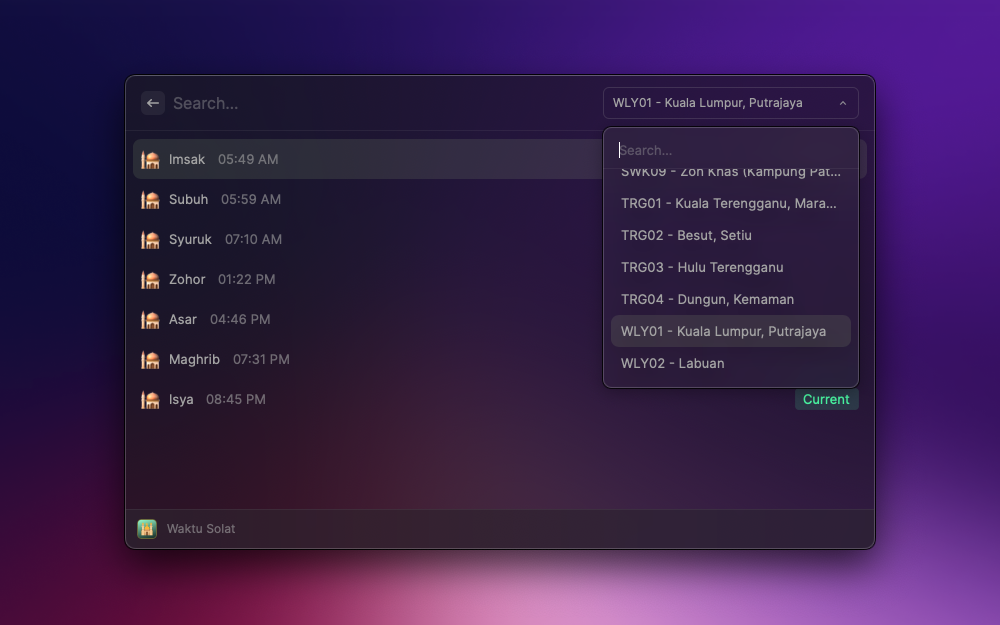 Search...
WLY01 - Kuala Lumpur, Putrajaya
Imsak 05:49 AM
Subuh 05:59 AM
Syuruk 07:10 AM
Zohor 01:22 PM
Asar 04:46 PM
Maghrib 07:31 PM
Isya 08:45 PM
Search...
SWK09 - Zon Khas (Kampung Pat...
TRG01 - Kuala Terengganu, Mara...
TRG02 - Besut, Setiu
TRG03 - Hulu Terengganu
TRG04 - Dungun, Kemaman
WLY01 - Kuala Lumpur, Putrajaya
WLY02 - Labuan
Current
Waktu Solat